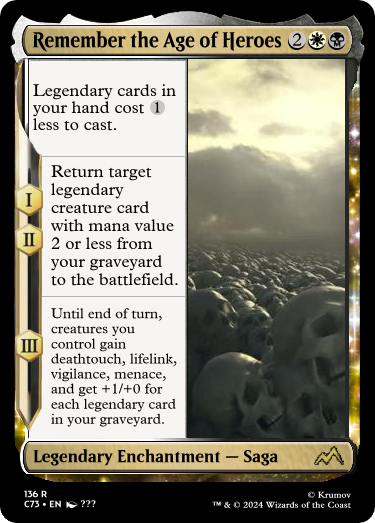 Remember the Age of Heroes 2
Legendary cards in
your hand cost 1
less to cast.
I
II
Return target
legendary
creature card
with mana value
2 or less from
your graveyard
to the battlefield.
III
Until end of turn,
creatures you
control gain
deathtouch, lifelink,
vigilance, menace,
and get +1/+0 for
each legendary card
in your graveyard.
Legendary Enchantment — Saga
136 R
C73 • EN ???
© Krumov
™ & © 2024 Wizards of the Coast